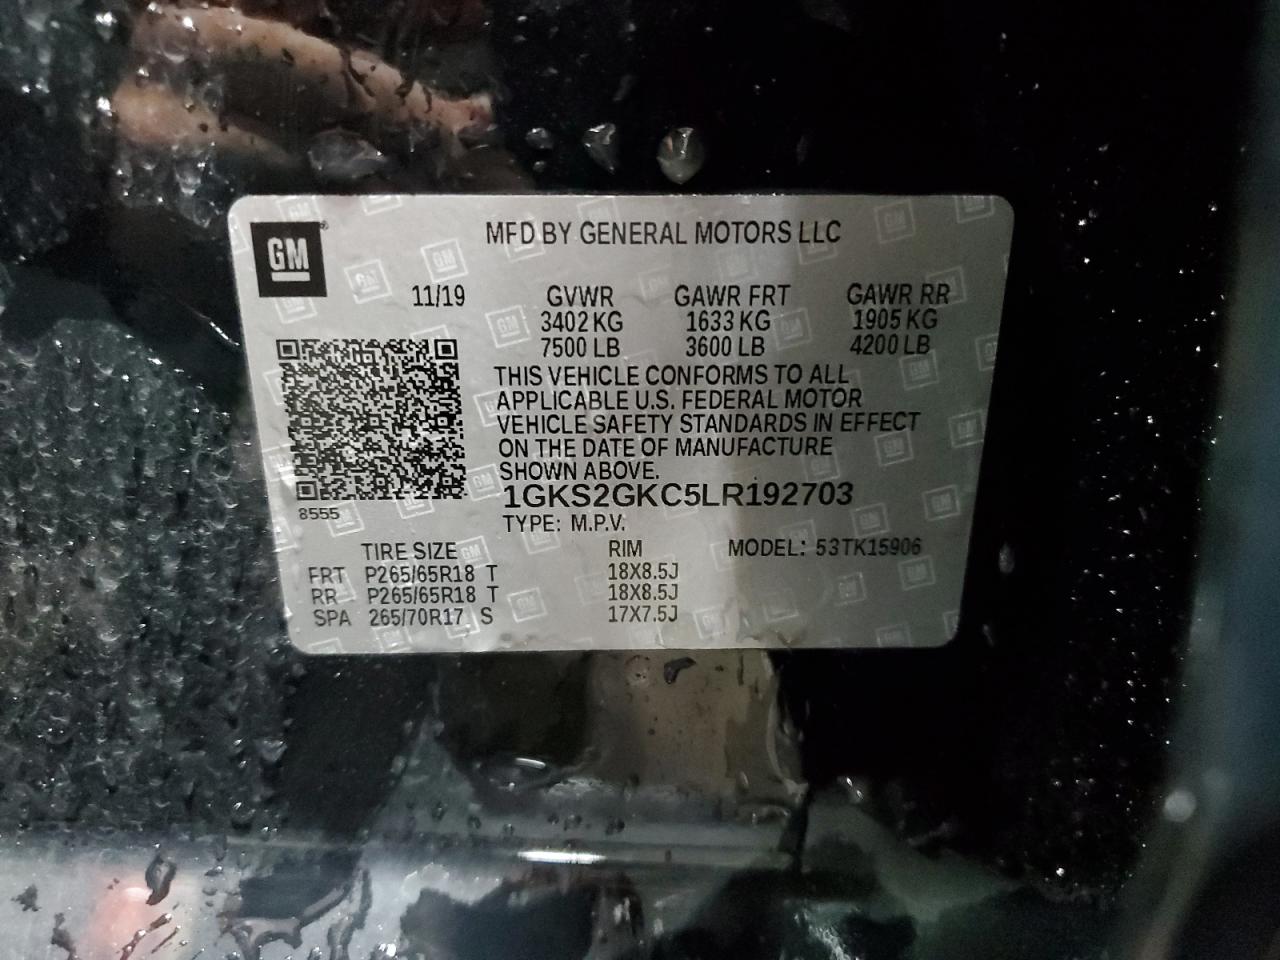 GM
MFD BY GENERAL MOTORS LLC
11/19 GVWR GAWR FRT GAWR RR
3402 KG 1633 KG 1905 KG
7500 LB 3600 LB 4200 LB
THIS VEHICLE CONFORMS TO ALL
APPLICABLE U.S. FEDERAL MOTOR
VEHICLE SAFETY STANDARDS IN EFFECT
ON THE DATE OF MANUFACTURE
SHOWN ABOVE.
1GKS2GKC5LR192703
8555
TYPE: M.P.V.
TIRE SIZE RIM MODEL: 53TK15906
FRT P265/65R18 T 18X8.5J
RR P265/65R18 T 18X8.5J
SPA 265/70R17 S 17X7.5J